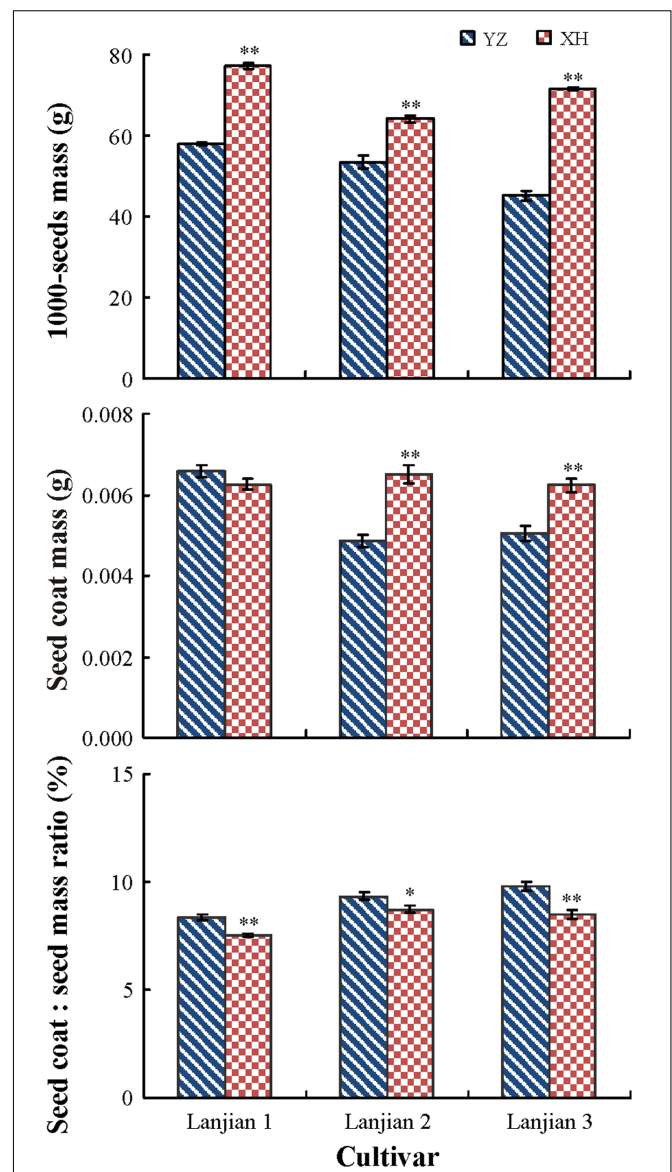 YZ XH
1000-seeds mass (g)
80
60
40
20
0
** ** **
Seed coat mass (g)
0.008
0.006
0.004
0.002
0.000
** **
Seed coat : seed mass ratio (%)
15
10
5
0
** * **
Lanjian 1 Lanjian 2 Lanjian 3
Cultivar